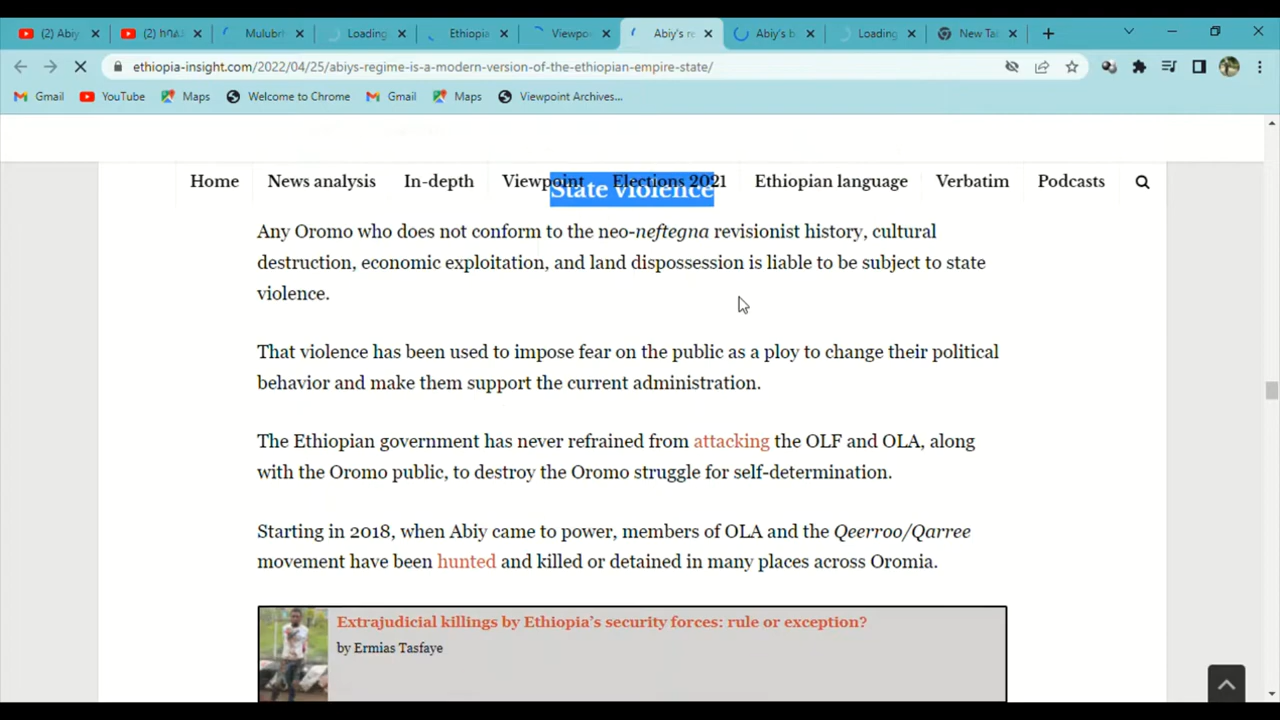 (2) Abiy
(2) ከበሪ
Mulubrh
Loading
Ethiopia
Viewpo
Abiy's re
Abiy's b
Loading
New Tal
ethiopia-insight.com/2022/04/25/abiys-regime-is-a-modern-version-of-the-ethiopian-empire-state/
Gmail YouTube Maps Welcome to Chrome Gmail Maps Viewpoint Archives...
Home News analysis In-depth Viewpoint Elections 2021 Ethiopian language Verbatim Podcasts
State violence
Any Oromo who does not conform to the neo-neftegna revisionist history, cultural
destruction, economic exploitation, and land dispossession is liable to be subject to state
violence.
That violence has been used to impose fear on the public as a ploy to change their political
behavior and make them support the current administration.
The Ethiopian government has never refrained from attacking the OLF and OLA, along
with the Oromo public, to destroy the Oromo struggle for self-determination.
Starting in 2018, when Abiy came to power, members of OLA and the Qeerroo/Qarree
movement have been hunted and killed or detained in many places across Oromia.
Extrajudicial killings by Ethiopia's security forces: rule or exception?
by Ermias Tasfaye